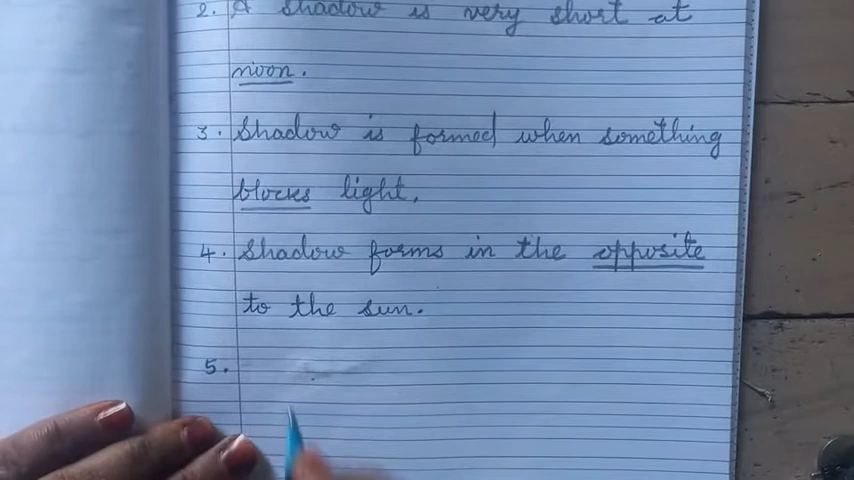 2. A shadow is very short at
noon.
3. Shadow is formed when something
blocks light.
4. Shadow forms in the opposite
to the sun.
5.